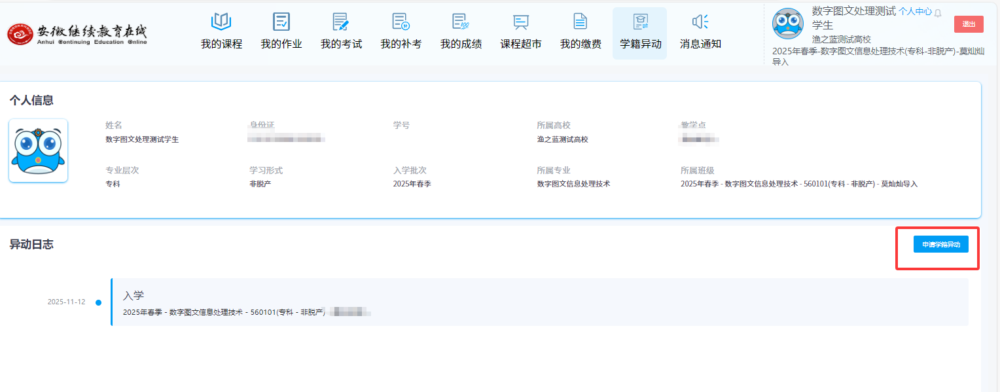 安徽继续教育在线
Anhui Continuing Education Online
我的课程
我的作业
我的考试
我的补考
我的成绩
课程超市
我的缴费
学籍异动
消息通知
数字图文处理测试学生
个人中心
渔之蓝测试高校
2025年春季-数字图文信息处理技术(专科-非脱产)-莫灿灿导入
退出
个人信息
姓名
数字图文处理测试学生
身份证
学号
所属高校
渔之蓝测试高校
教学点
专业层次
专科
学习形式
非脱产
入学批次
2025年春季
所属专业
数字图文信息处理技术
所属班级
2025年春季 - 数字图文信息处理技术 - 560101(专科 - 非脱产) - 莫灿灿导入
异动日志
申请学籍异动
2025-11-12
入学
2025年春季 - 数字图文信息处理技术 - 560101(专科 - 非脱产)